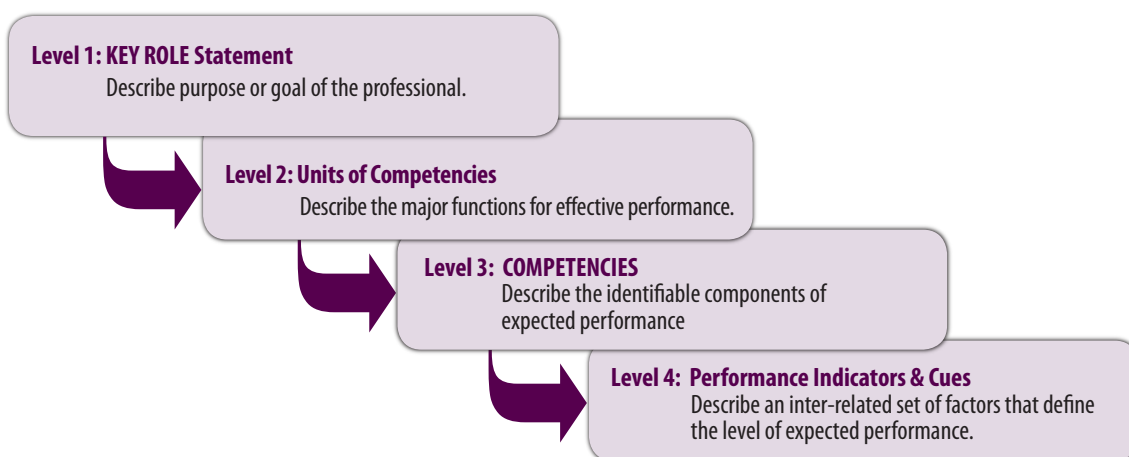 Level 1: KEY ROLE Statement
Describe purpose or goal of the professional.
Level 2: Units of Competencies
Describe the major functions for effective performance.
Level 3: COMPETENCIES
Describe the identifiable components of
expected performance
Level 4: Performance Indicators & Cues
Describe an inter-related set of factors that define
the level of expected performance.